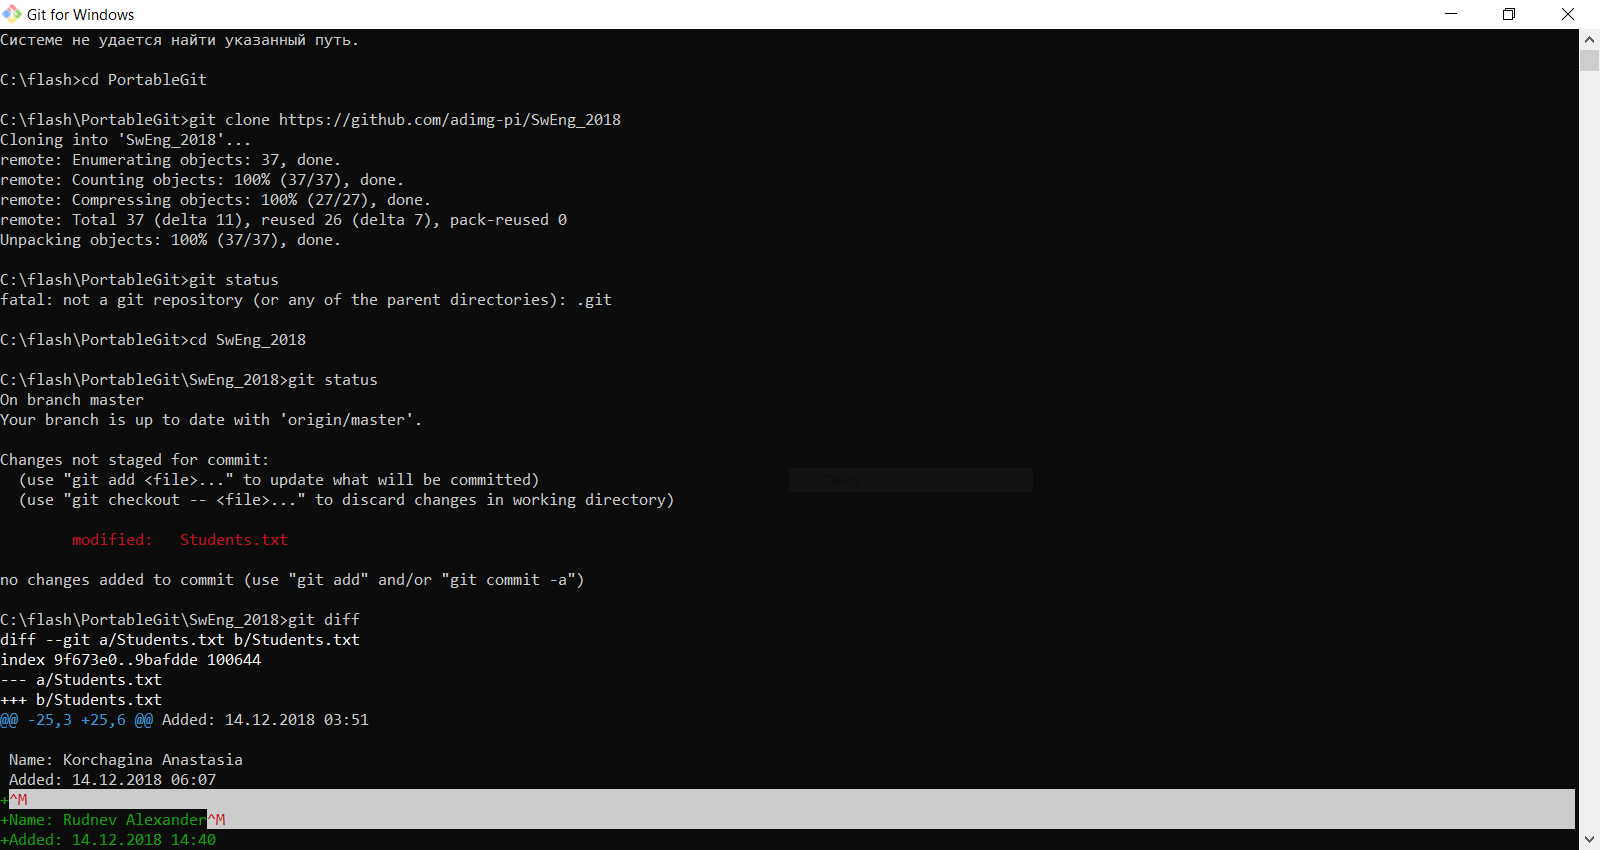 Git for Windows
Системе не удается найти указанный путь.
C:\flash>cd PortableGit
C:\flash\PortableGit>git clone https://github.com/adimg-pi/SwEng_2018
Cloning into 'SwEng_2018'...
remote: Enumerating objects: 37, done.
remote: Counting objects: 100% (37/37), done.
remote: Compressing objects: 100% (27/27), done.
remote: Total 37 (delta 11), reused 26 (delta 7), pack-reused 0
Unpacking objects: 100% (37/37), done.
C:\flash\PortableGit>git status
fatal: not a git repository (or any of the parent directories): .git
C:\flash\PortableGit>cd SwEng_2018
C:\flash\PortableGit\SwEng_2018>git status
On branch master
Your branch is up to date with 'origin/master'.
Changes not staged for commit:
  (use "git add <file>..." to update what will be committed)
  (use "git checkout -- <file>..." to discard changes in working directory)
        modified:   Students.txt
no changes added to commit (use "git add" and/or "git commit -a")
C:\flash\PortableGit\SwEng_2018>git diff
diff --git a/Students.txt b/Students.txt
index 9f673e0..9bafdde 100644
--- a/Students.txt
+++ b/Students.txt
@@ -25,3 +25,6 @@ Added: 14.12.2018 03:51
 Name: Korchagina Anastasia
 Added: 14.12.2018 06:07
+^M
+Name: Rudnev Alexander^M
+Added: 14.12.2018 14:40